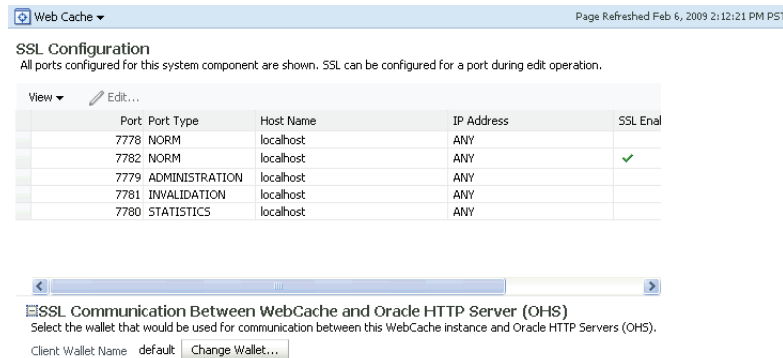 Web Cache
Page Refreshed Feb 6, 2009 2:12:21 PM PST
SSL Configuration
All ports configured for this system component are shown. SSL can be configured for a port during edit operation.
View Edit...
Port Port Type Host Name IP Address SSL Enal
7778 NORM localhost ANY
7782 NORM localhost ANY ✓
7779 ADMINISTRATION localhost ANY
7781 INVALIDATION localhost ANY
7780 STATISTICS localhost ANY
SSL Communication Between WebCache and Oracle HTTP Server (OHS)
Select the wallet that would be used for communication between this WebCache instance and Oracle HTTP Servers (OHS).
Client Wallet Name default Change Wallet...